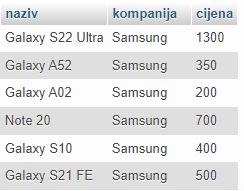 naziv kompanija cijena
Galaxy S22 Ultra Samsung 1300
Galaxy A52 Samsung 350
Galaxy A02 Samsung 200
Note 20 Samsung 700
Galaxy S10 Samsung 400
Galaxy S21 FE Samsung 500